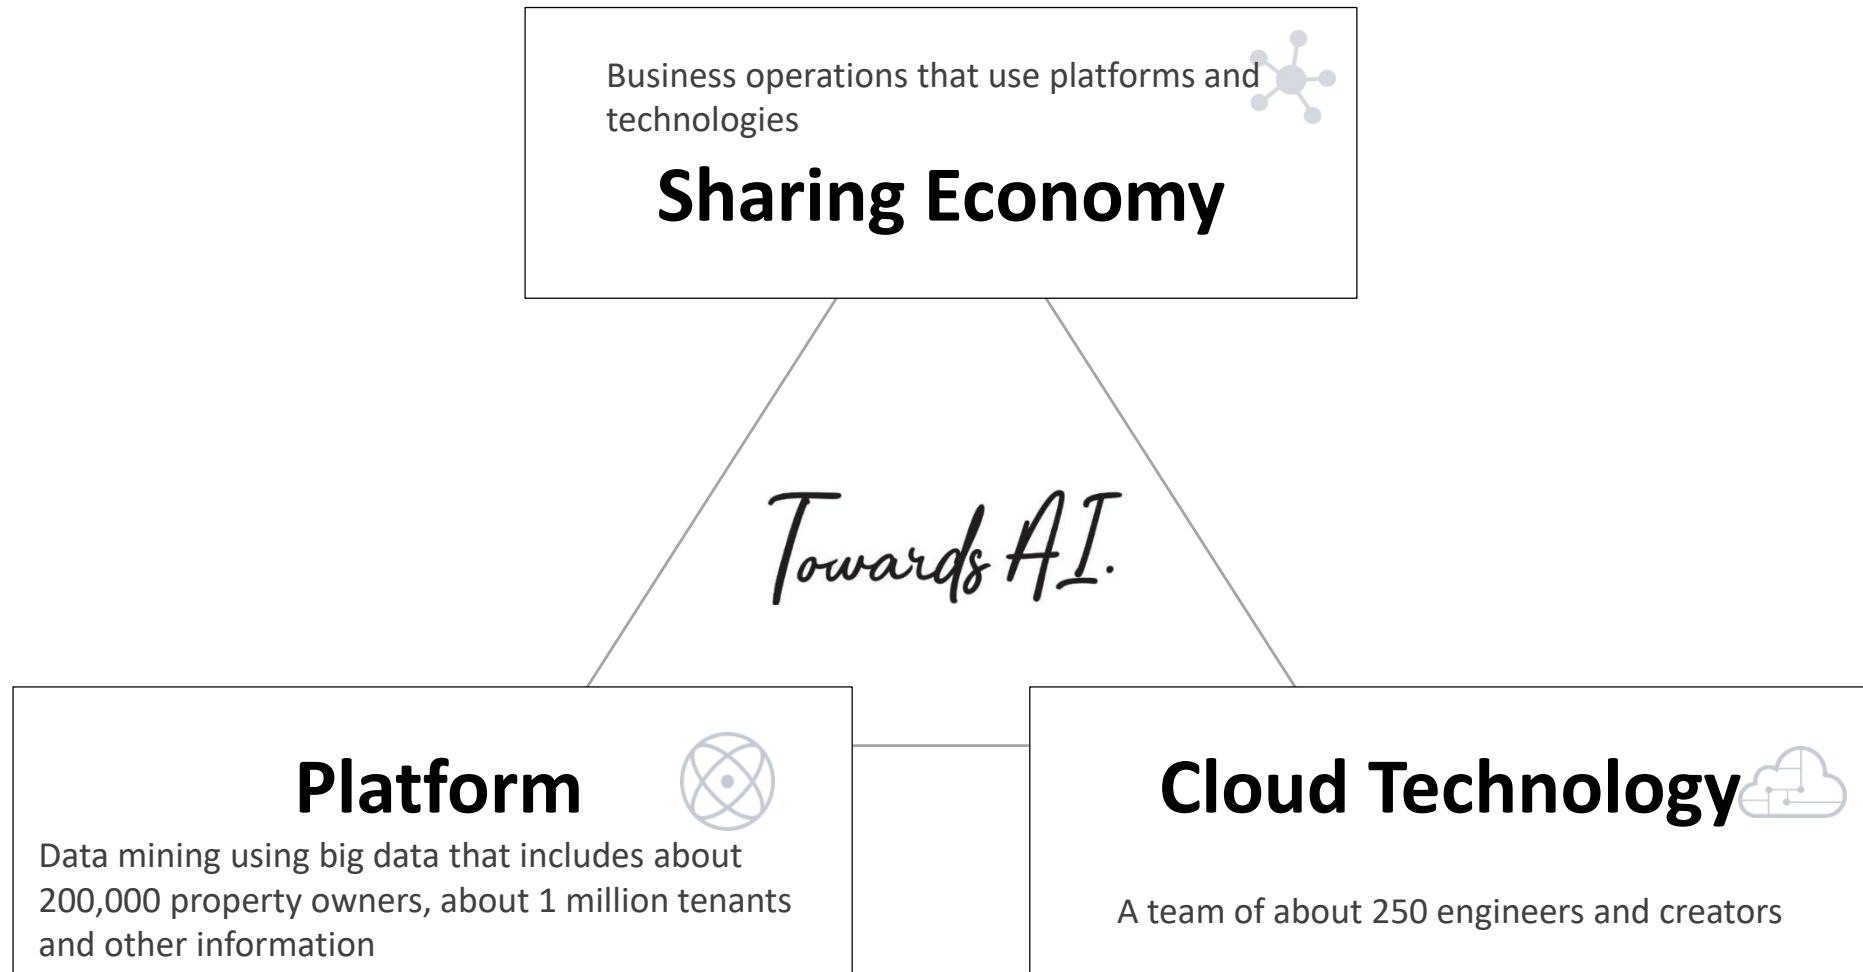 Business operations that use platforms and
technologies
Sharing Economy
Towards AI.
Platform
Data mining using big data that includes about
200,000 property owners, about 1 million tenants
and other information
Cloud Technology
A team of about 250 engineers and creators